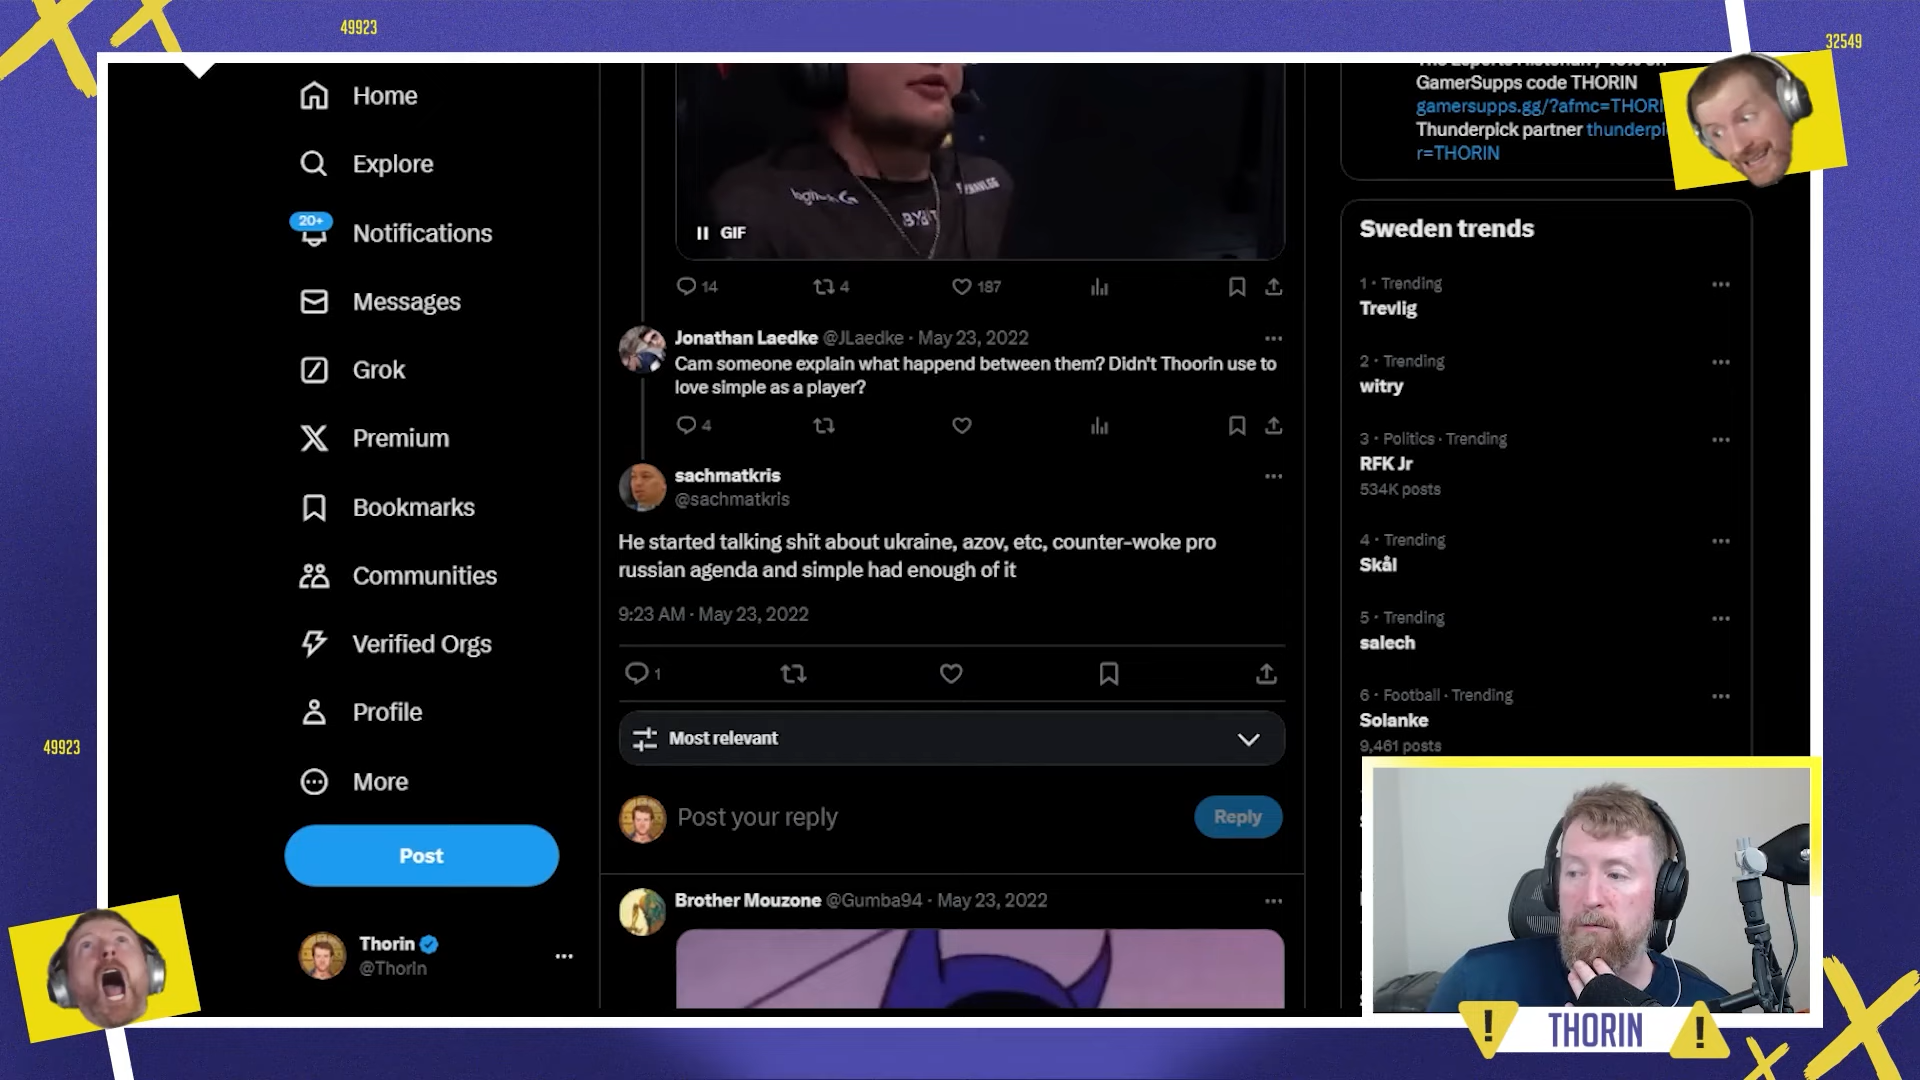 49923
32549
Home
Explore
20+
Notifications
Messages
Grok
Premium
Bookmarks
Communities
Verified Orgs
Profile
More
Post
Thorin
@Thorin
logitech G
BYBIT
GIF
14
4
187
Jonathan Laedke @JLaedke · May 23, 2022
Cam someone explain what happend between them? Didn't Thoorin use to
love simple as a player?
4
sachmatkris
@sachmatkris
He started talking shit about ukraine, azov, etc, counter-woke pro
russian agenda and simple had enough of it
9:23 AM · May 23, 2022
1
Most relevant
Post your reply
Reply
Brother Mouzone @Gumba94 · May 23, 2022
GamerSupps code THORIN
gamersupps.gg/?afmc=THORI
Thunderpick partner thunderpi
r=THORIN
Sweden trends
1 · Trending
Trevlig
2 · Trending
witry
3 · Politics · Trending
RFK Jr
534K posts
4 · Trending
Skål
5 · Trending
salech
6 · Football · Trending
Solanke
9,461 posts
49923
! THORIN !